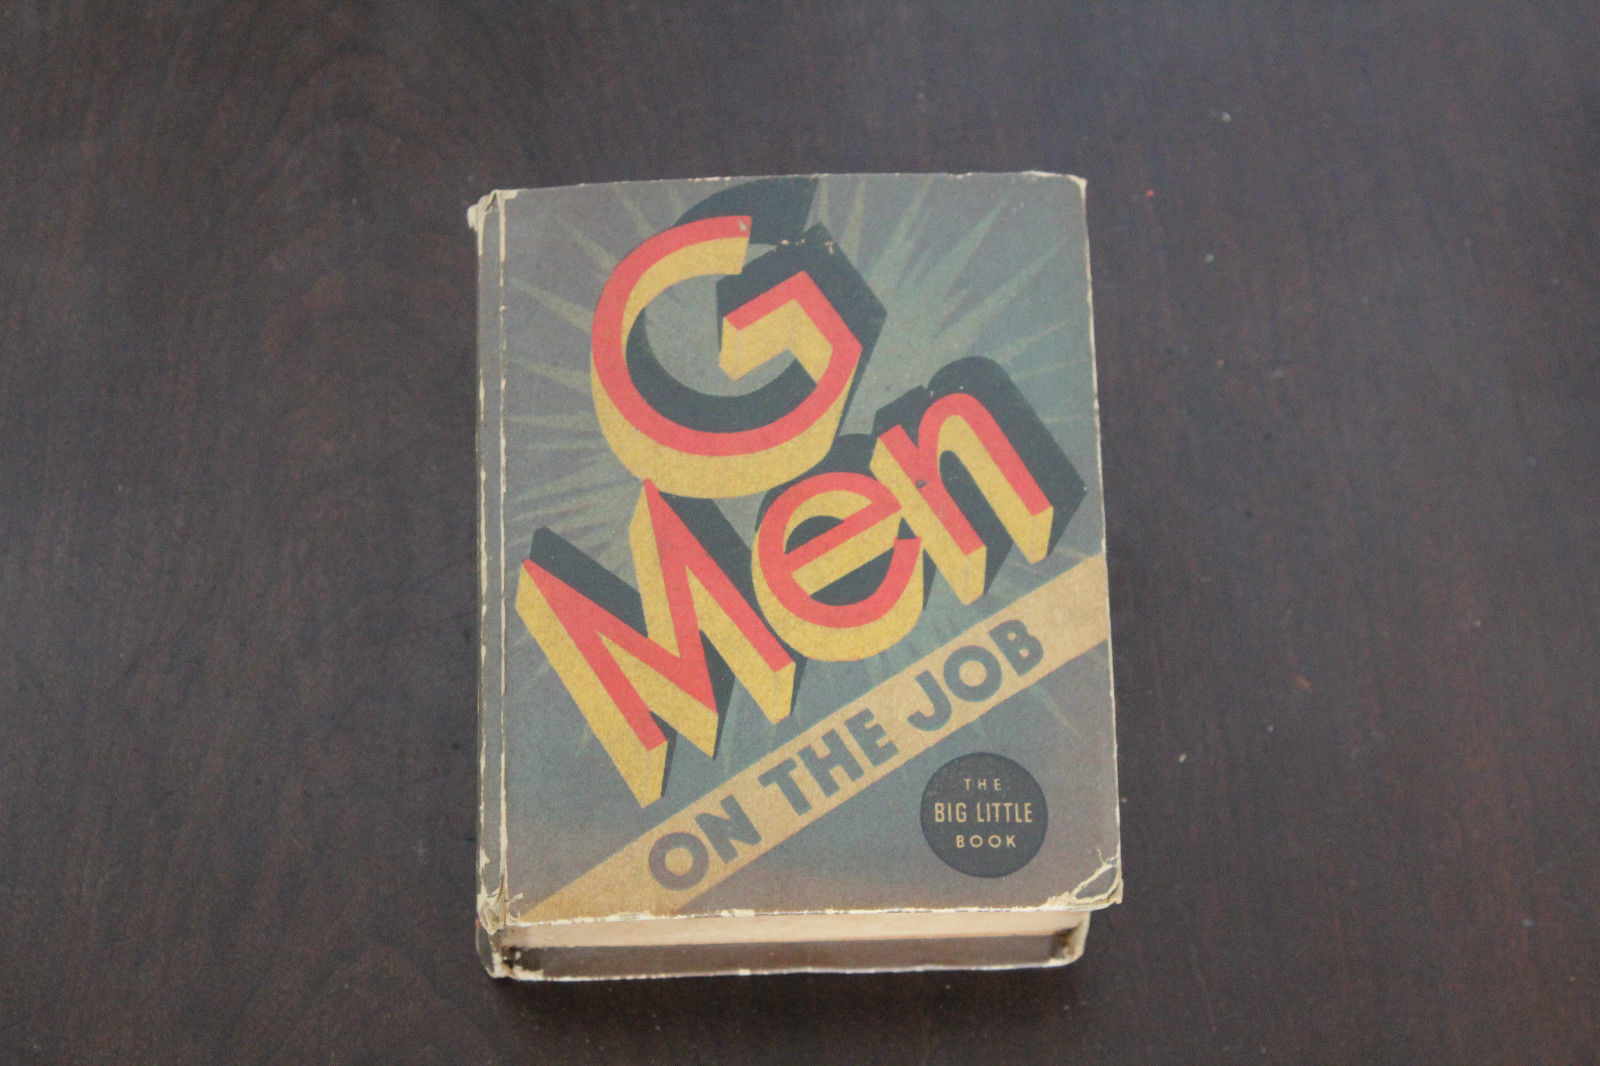 G
Men
ON THE JOB
THE
BIG LITTLE
BOOK